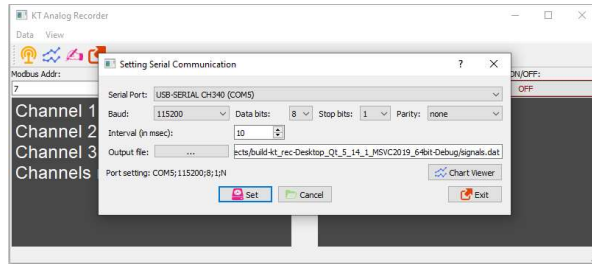 KT Analog Recorder
Data View
Modbus Addr:
ON/OFF:
7
OFF
Channel 1
Channel 2
Channel 3
Channels
Setting Serial Communication
Serial Port: USB-SERIAL CH340 (COM5)
Baud: 115200 Data bits: 8 Stop bits: 1 Parity: none
Interval (in msec): 10
Output file: ... ects/build-kt_rec-Desktop_Qt_5_14_1_MSVC2019_64bit-Debug/signals.dat
Port setting: COM5;115200;8;1;N Chart Viewer
Set Cancel Exit